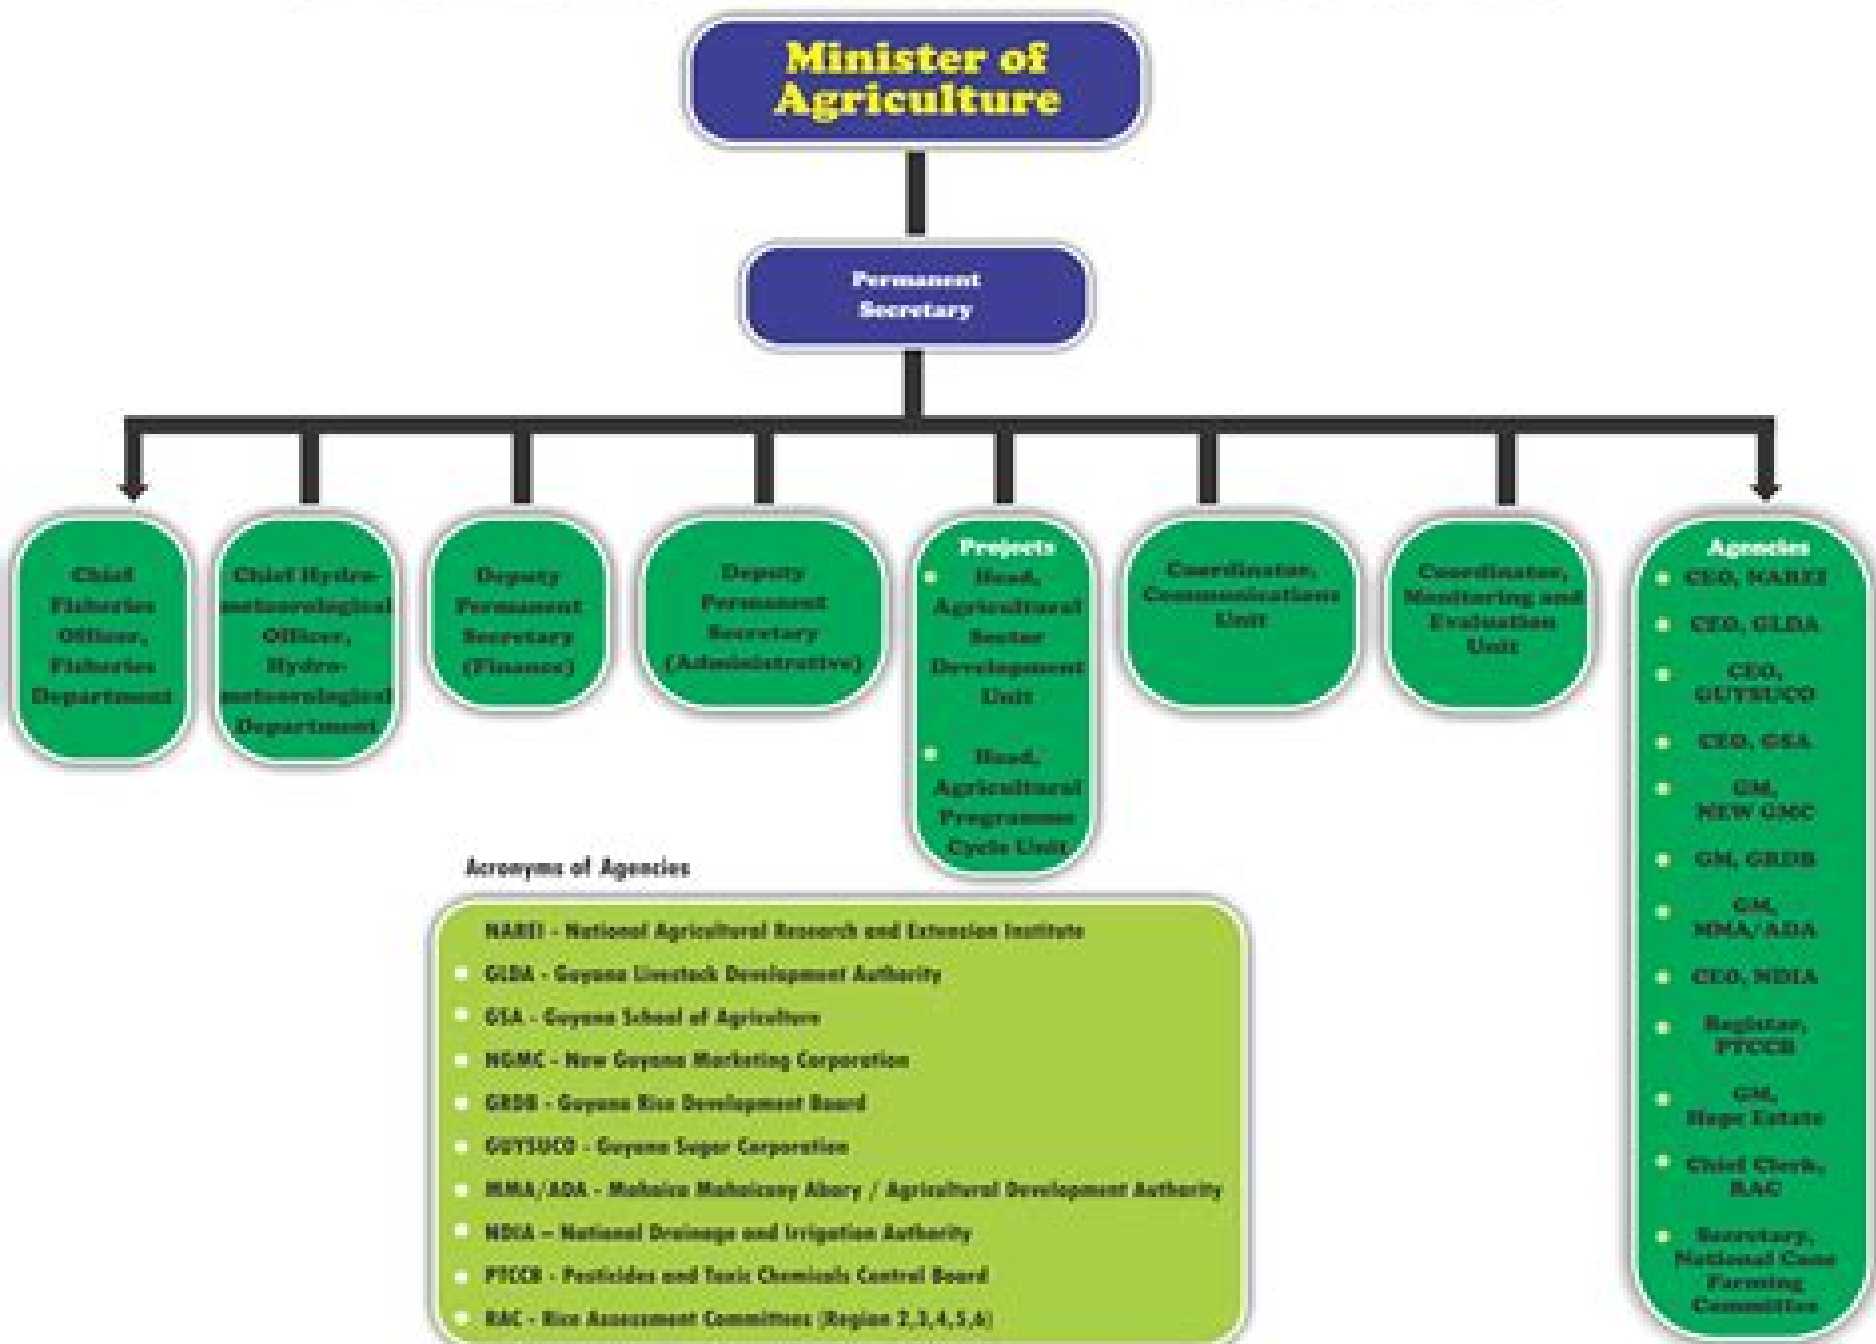 Minister of
Agriculture
Permanent
Secretary
Chief
Fisheries
Officer,
Fisheries
Department
Chief Hydro-
meteorological
Officer,
Hydro-
meteorological
Department
Deputy
Permanent
Secretary
(Finance)
Deputy
Permanent
Secretary
(Administrative)
Projects
Head,
Agricultural
Sector
Development
Unit
Head,
Agricultural
Programme
Cycle Unit
Coordinator,
Communications
Unit
Coordinator,
Monitoring and
Evaluation
Unit
Agencies
CEO, NAREI
CEO, GLDA
CEO,
GUYSUCO
CEO, GSA
GM,
NEW GMC
GM, GRDB
GM,
MMA/ADA
CEO, NDIA
Registar,
PTCCB
GM,
Hope Estate
Chief Clerk,
RAC
Secretary,
National Cane
Farming
Committee
Acronyms of Agencies
NAREI - National Agricultural Research and Extension Institute
GLDA - Guyana Livestock Development Authority
GSA - Guyana School of Agriculture
NGMC - New Guyana Marketing Corporation
GRDB - Guyana Rice Development Board
GUYSUCO - Guyana Sugar Corporation
MMA/ADA - Mahaica Mahaicony Abary / Agricultural Development Authority
NDIA – National Drainage and Irrigation Authority
PTCCB - Pesticides and Toxic Chemicals Control Board
RAC - Rice Assessment Committees (Region 2,3,4,5,6)